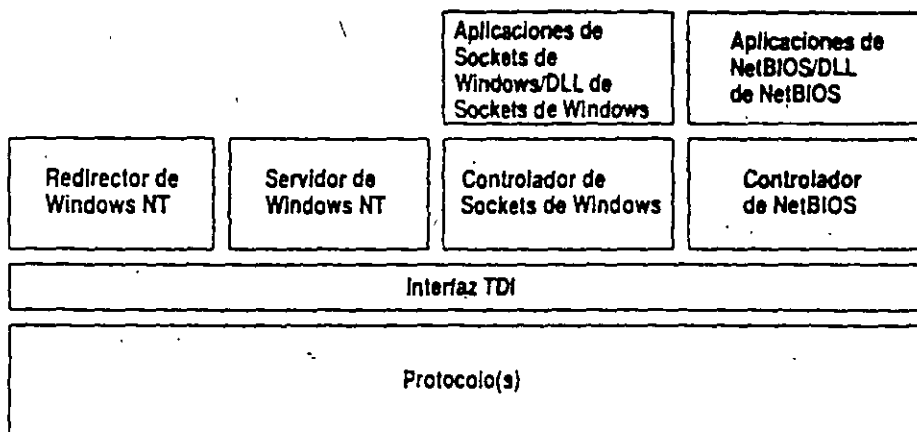 Aplicaciones de
Sockets de
Windows/DLL de
Sockets de Windows
Aplicaciones de
NetBIOS/DLL
de NetBIOS
Redirector de
Windows NT
Servidor de
Windows NT
Controlador de
Sockets de Windows
Controlador
de NetBIOS
Interfaz TDI
Protocolo(s)